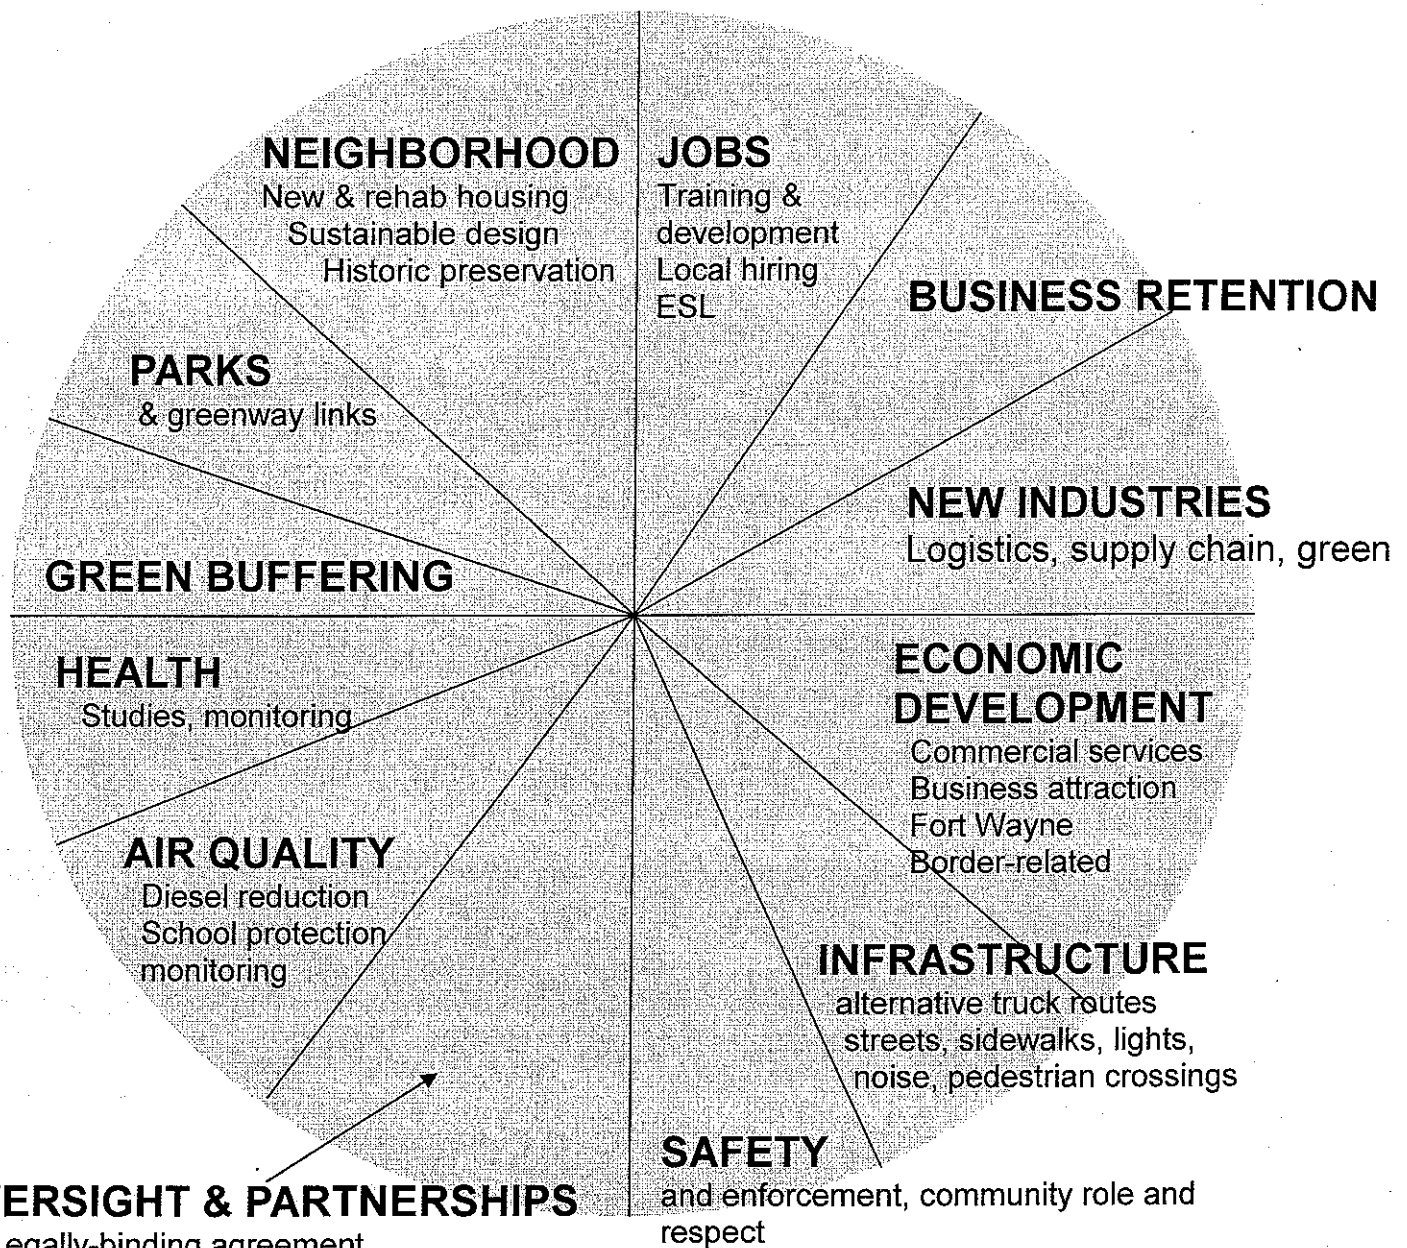 NEIGHBORHOOD
New & rehab housing
Sustainable design
Historic preservation
JOBS
Training &
development
Local hiring
ESL
BUSINESS RETENTION
PARKS
& greenway links
NEW INDUSTRIES
Logistics, supply chain, green
GREEN BUFFERING
HEALTH
Studies, monitoring
ECONOMIC
DEVELOPMENT
Commercial services
Business attraction
Fort Wayne
Border-related
AIR QUALITY
Diesel reduction
School protection
monitoring
INFRASTRUCTURE
alternative truck routes
streets, sidewalks, lights,
noise, pedestrian crossings
SAFETY
and enforcement, community role and
respect
ERSIGHT & PARTNERSHIPS
egally-binding agreement